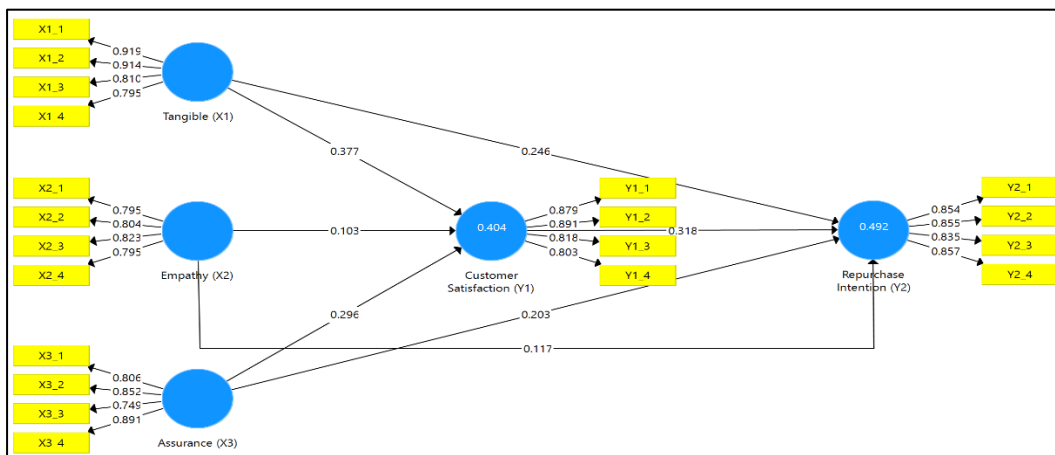 X1_1
X1_2
X1_3
X1_4
0.919
0.914
0.810
0.795
Tangible (X1)
0.377
0.246
X2_1
X2_2
X2_3
X2_4
0.795
0.804
0.823
0.795
Empathy (X2)
0.103
0.404
Customer
Satisfaction (Y1)
0.879
0.891
0.818
0.803
Y1_1
Y1_2
Y1_3
Y1_4
0.318
0.492
Repurchase
Intention (Y2)
0.854
0.855
0.835
0.857
Y2_1
Y2_2
Y2_3
Y2_4
0.296
0.203
0.117
X3_1
X3_2
X3_3
X3_4
0.806
0.852
0.749
0.891
Assurance (X3)